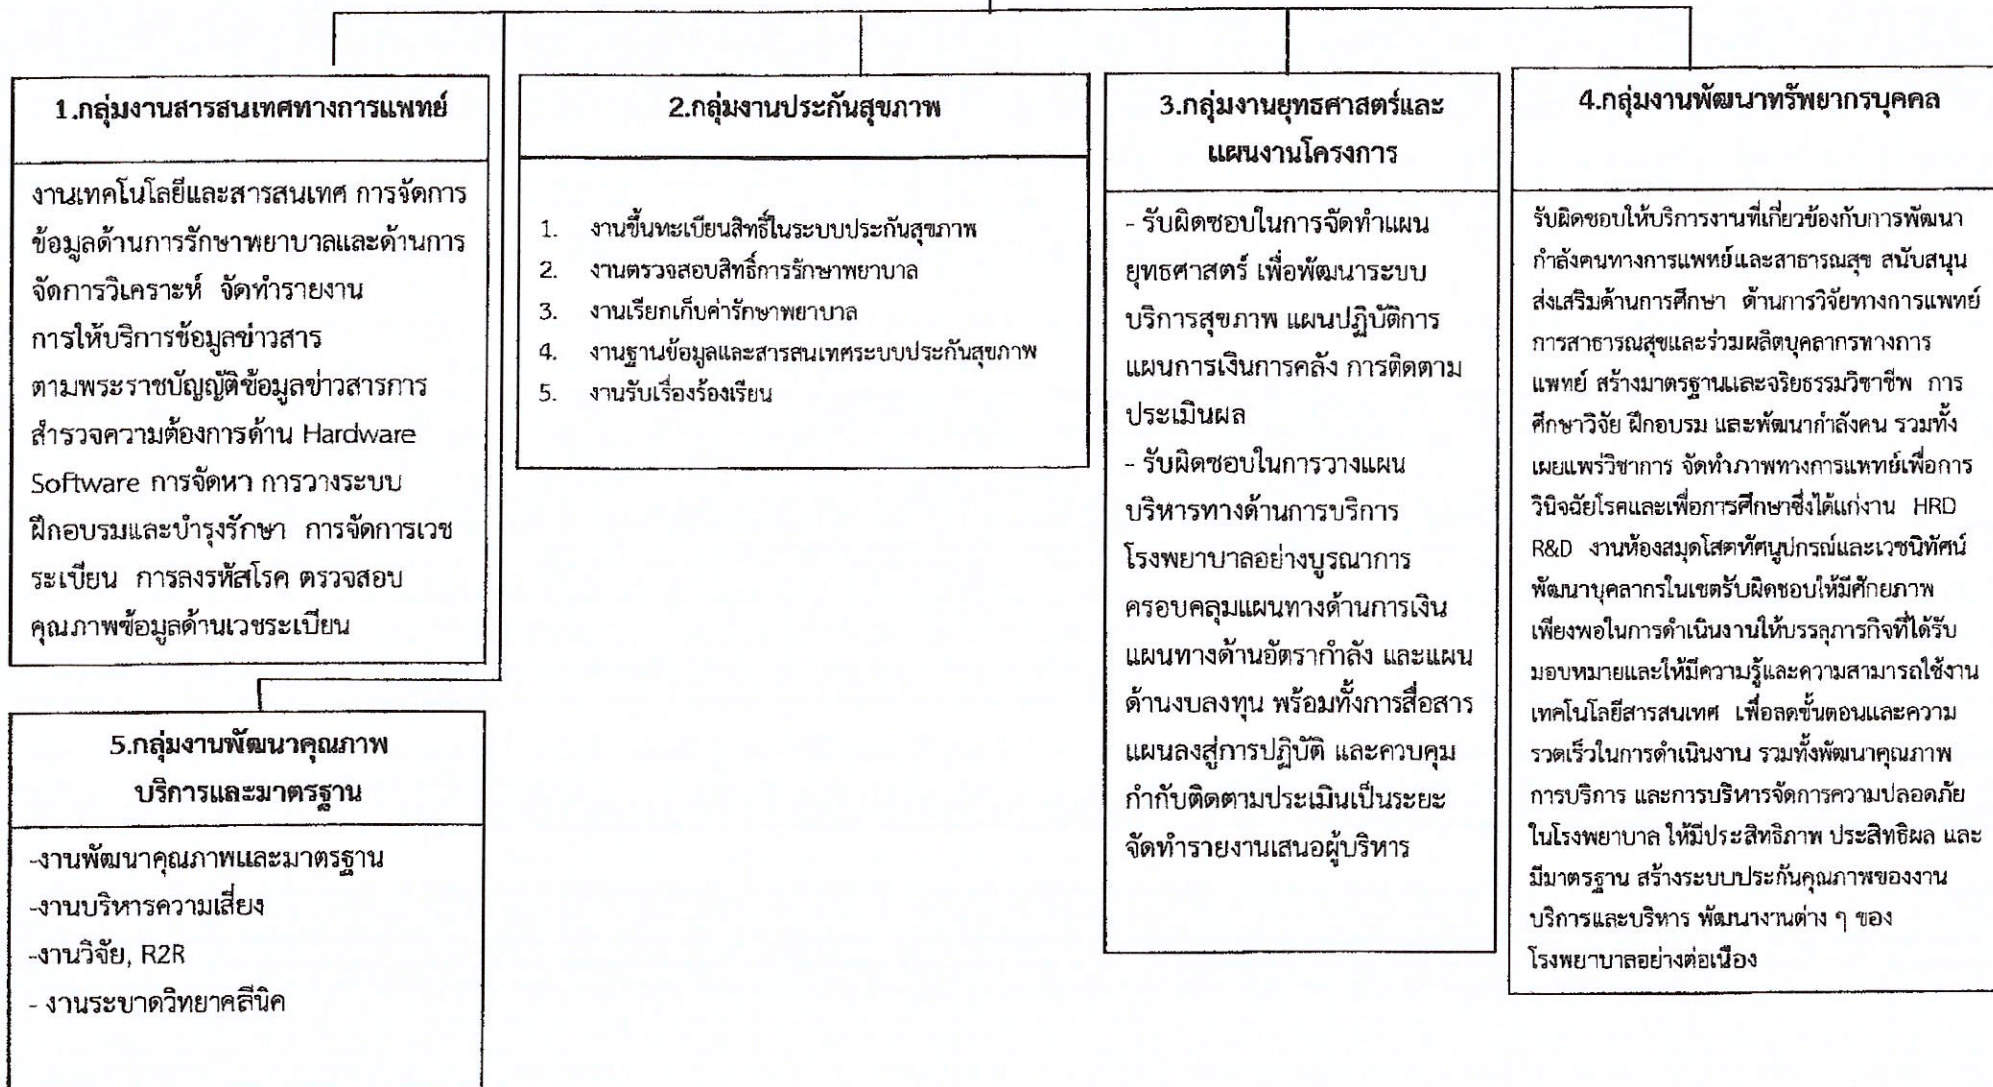 1.กลุ่มงานสารสนเทศทางการแพทย์
งานเทคโนโลยีและสารสนเทศ การจัดการ
ข้อมูลด้านการรักษาพยาบาลและด้านการ
จัดการวิเคราะห์ จัดทำรายงาน
การให้บริการข้อมูลข่าวสาร
ตามพระราชบัญญัติข้อมูลข่าวสารการ
สำรวจความต้องการด้าน Hardware
Software การจัดหา การวางระบบ
ฝึกอบรมและบำรุงรักษา การจัดการเวช
ระเบียน การลงรหัสโรค ตรวจสอบ
คุณภาพข้อมูลด้านเวชระเบียน
2.กลุ่มงานประกันสุขภาพ
1. งานขึ้นทะเบียนสิทธิ์ในระบบประกันสุขภาพ
2. งานตรวจสอบสิทธิ์การรักษาพยาบาล
3. งานเรียกเก็บค่ารักษาพยาบาล
4. งานฐานข้อมูลและสารสนเทศระบบประกันสุขภาพ
5. งานรับเรื่องร้องเรียน
3.กลุ่มงานยุทธศาสตร์และ
แผนงานโครงการ
- รับผิดชอบในการจัดทำแผน
ยุทธศาสตร์ เพื่อพัฒนาระบบ
บริการสุขภาพ แผนปฏิบัติการ
แผนการเงินการคลัง การติดตาม
ประเมินผล
- รับผิดชอบในการวางแผน
บริหารทางด้านการบริการ
โรงพยาบาลอย่างบูรณาการ
ครอบคลุมแผนทางด้านการเงิน
แผนทางด้านอัตรากำลัง และแผน
ด้านงบลงทุน พร้อมทั้งการสื่อสาร
แผนลงสู่การปฏิบัติ และควบคุม
กำกับติดตามประเมินเป็นระยะ
จัดทำรายงานเสนอผู้บริหาร
4.กลุ่มงานพัฒนาทรัพยากรบุคคล
รับผิดชอบให้บริการงานที่เกี่ยวข้องกับการพัฒนา
กำลังคนทางการแพทย์และสาธารณสุข สนับสนุน
ส่งเสริมด้านการศึกษา ด้านการวิจัยทางการแพทย์
การสาธารณสุขและร่วมผลิตบุคลากรทางการ
แพทย์ สร้างมาตรฐานและจริยธรรมวิชาชีพ การ
ศึกษาวิจัย ฝึกอบรม และพัฒนากำลังคน รวมทั้ง
เผยแพร่วิชาการ จัดทำภาพทางการแพทย์เพื่อการ
วินิจฉัยโรคและเพื่อการศึกษาซึ่งได้แก่งาน HRD
R&D งานห้องสมุดโสตทัศนูปกรณ์และเวชนิทัศน์
พัฒนาบุคลากรในเขตรับผิดชอบให้มีศักยภาพ
เพียงพอในการดำเนินงานให้บรรลุภารกิจที่ได้รับ
มอบหมายและให้มีความรู้และความสามารถใช้งาน
เทคโนโลยีสารสนเทศ เพื่อลดขั้นตอนและความ
รวดเร็วในการดำเนินงาน รวมทั้งพัฒนาคุณภาพ
การบริการ และการบริหารจัดการความปลอดภัย
ในโรงพยาบาล ให้มีประสิทธิภาพ ประสิทธิผล และ
มีมาตรฐาน สร้างระบบประกันคุณภาพของงาน
บริการและบริหาร พัฒนางานต่าง ๆ ของ
โรงพยาบาลอย่างต่อเนื่อง
5.กลุ่มงานพัฒนาคุณภาพ
บริการและมาตรฐาน
-งานพัฒนาคุณภาพและมาตรฐาน
-งานบริหารความเสี่ยง
-งานวิจัย, R2R
- งานระบาดวิทยาคลีนิค